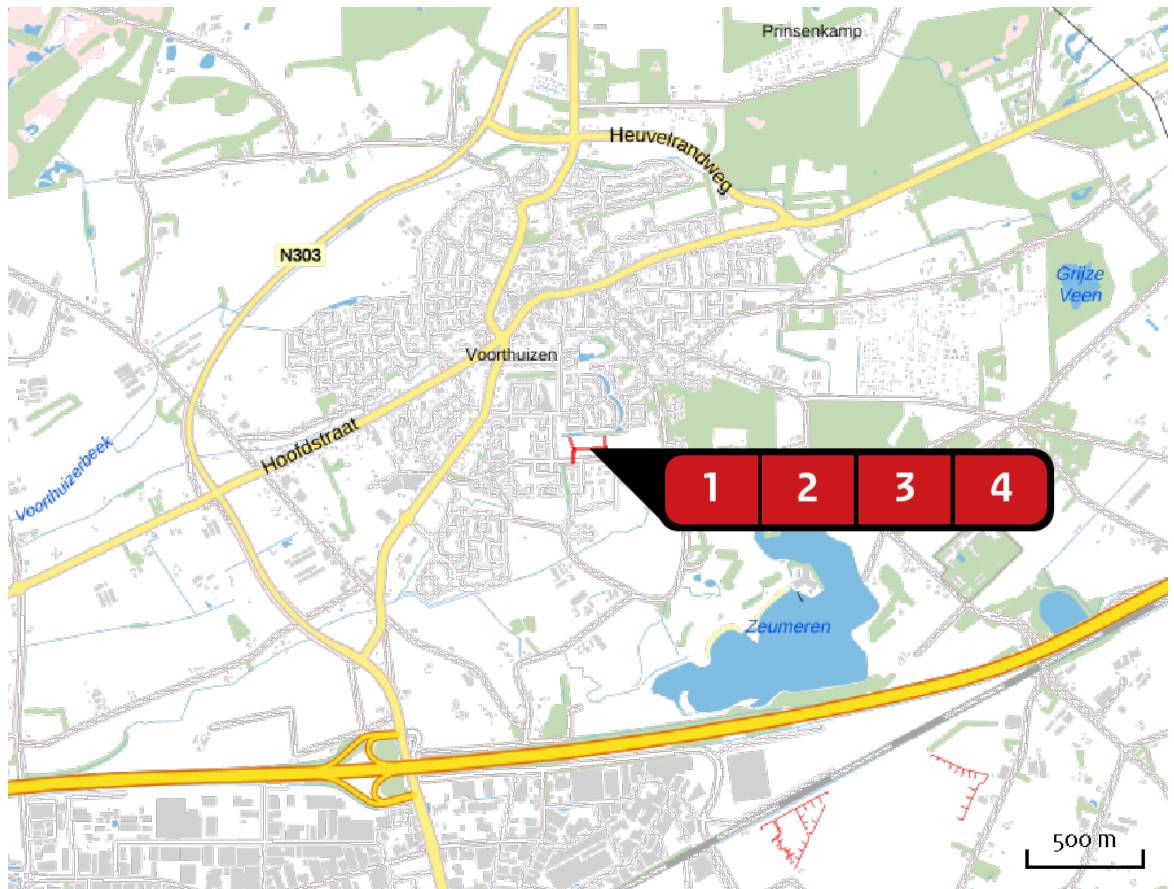 Prinsenkamp
Heuvelrandweg
N303
Grijze
Veen
Voorthuizen
Hoofdstraat
Voorthuizerbeek
1 2 3 4
Zeumeren
500 m